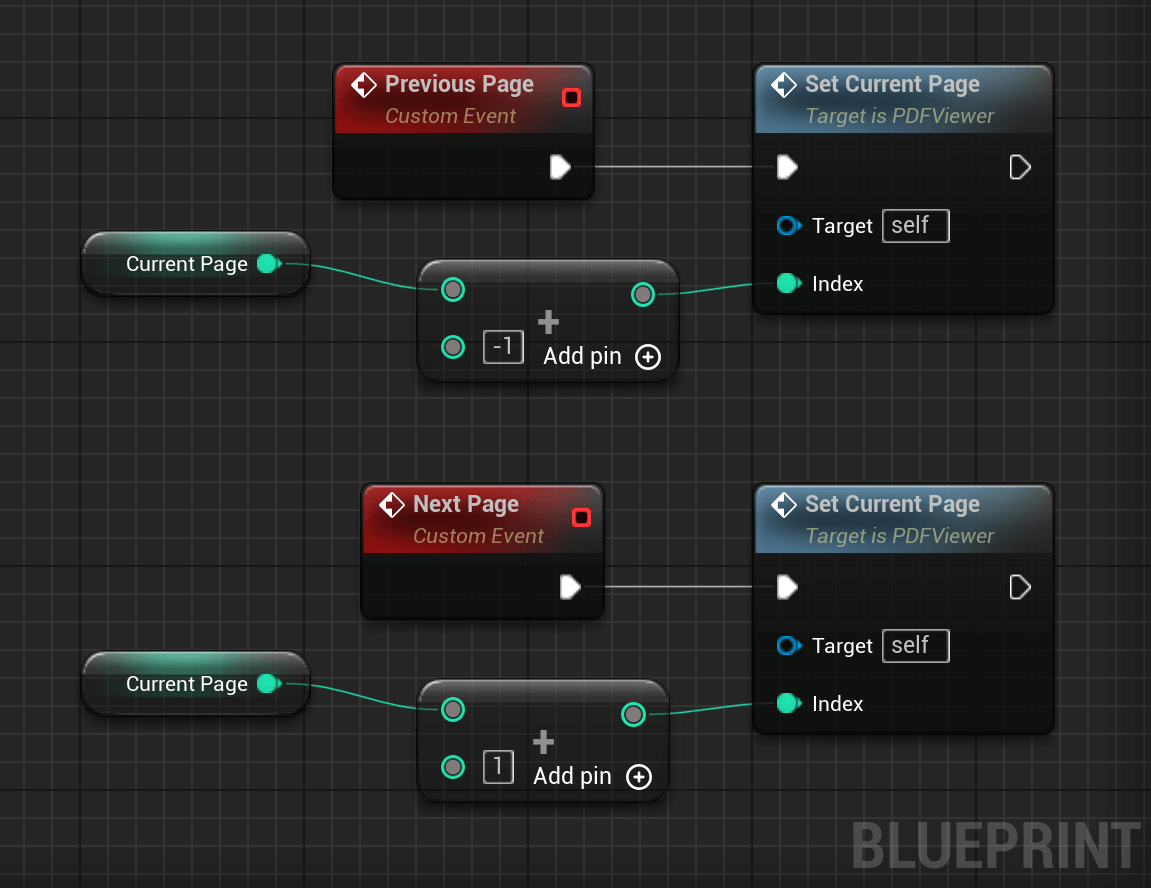 Previous Page
Custom Event
Set Current Page
Target is PDFViewer
Target self
Current Page
Index
-1
Add pin
Next Page
Custom Event
Set Current Page
Target is PDFViewer
Target self
Current Page
Index
1
Add pin
BLUEPRINT